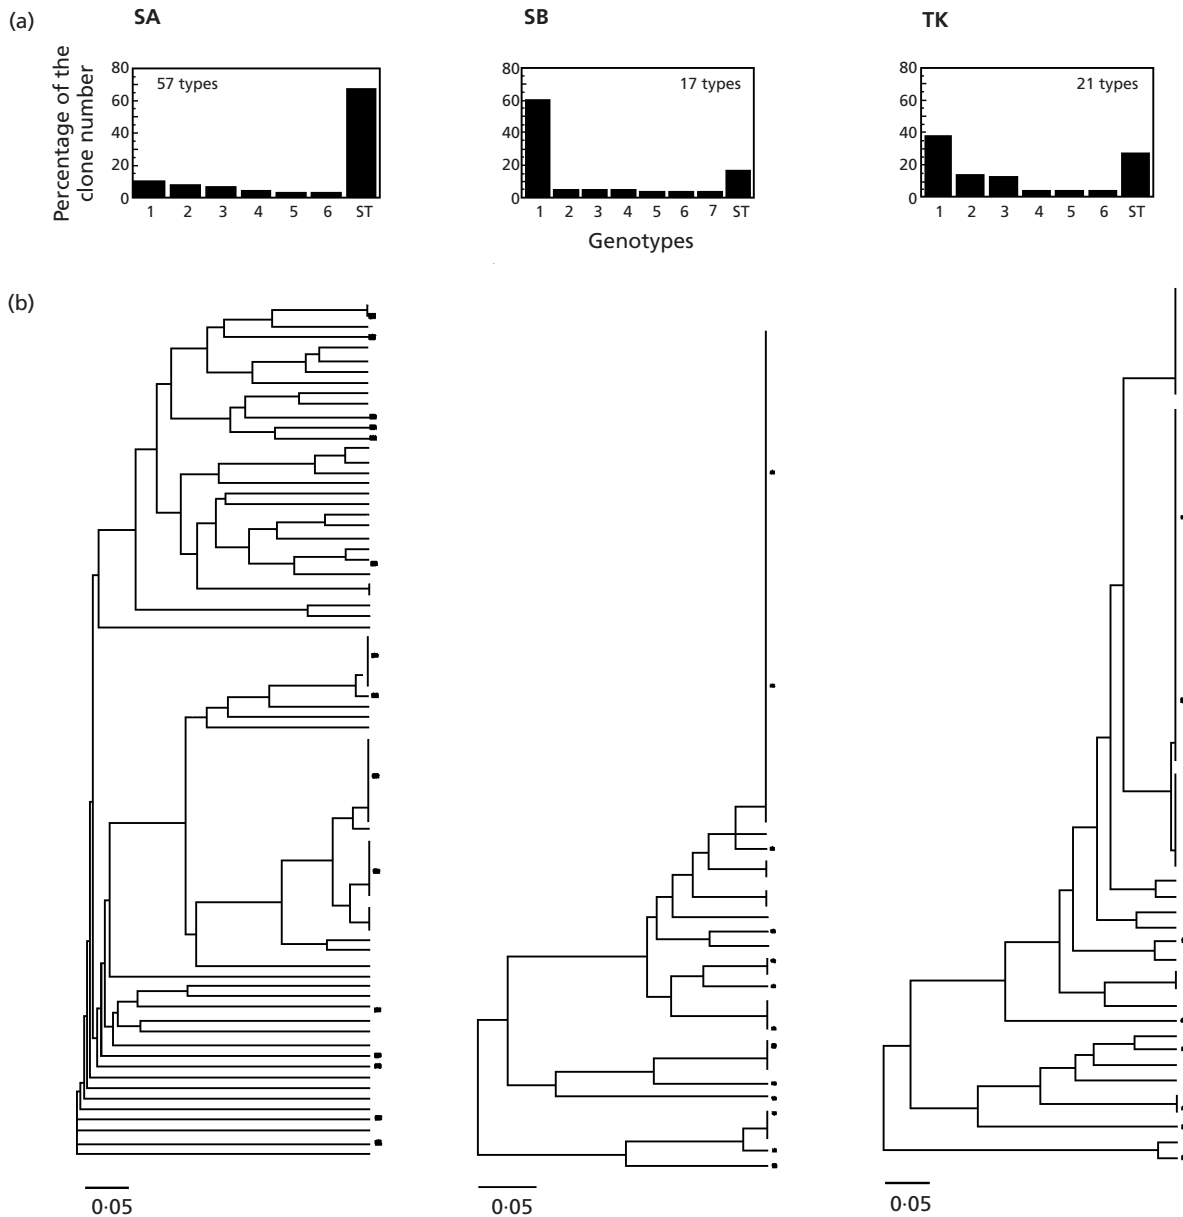 (a)
SA
SB
TK
Percentage of the
clone number
80
60
40
20
0
57 types
1 2 3 4 5 6 ST
80
60
40
20
0
17 types
1 2 3 4 5 6 7 ST
Genotypes
80
60
40
20
0
21 types
1 2 3 4 5 6 ST
(b)
0·05
0·05
0·05